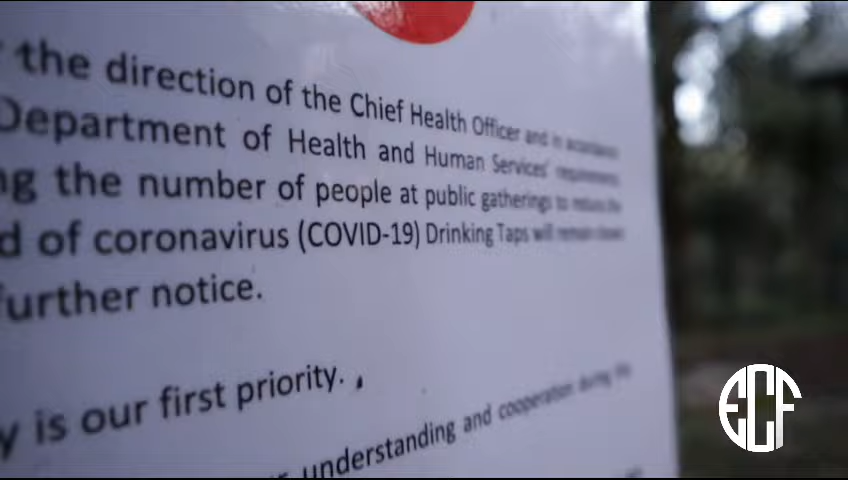 the direction of the Chief Health Officer and in accordance
Department of Health and Human Services' requirements
the number of people at public gatherings to reduce the
of coronavirus (COVID-19) Drinking Taps will remain closed
further notice.
is our first priority.
understanding and cooperation during this
ECF